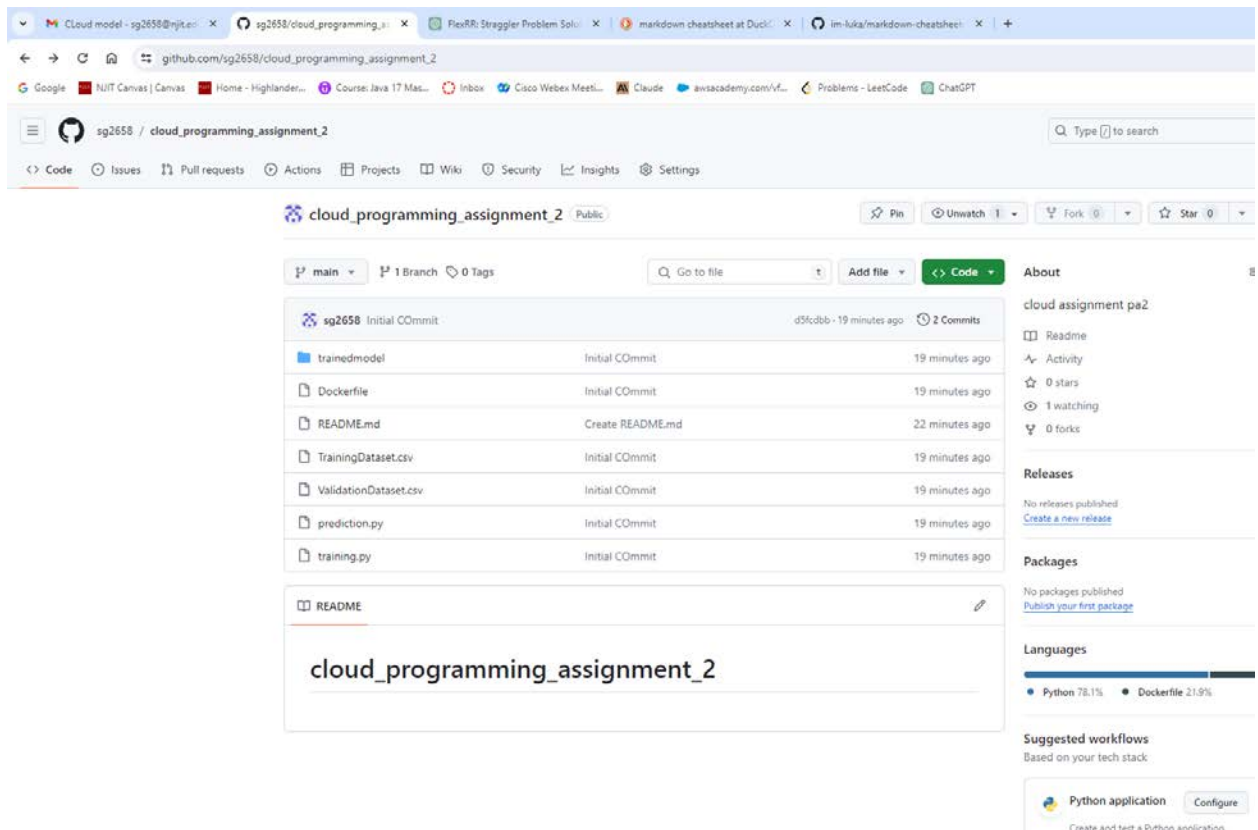 CLoud model - sg2658@njit.ed
sg2658/cloud_programming_as
FlexRR: Straggler Problem Solu
markdown cheatsheet at DuckD
im-luka/markdown-cheatsheet
github.com/sg2658/cloud_programming_assignment_2
Google NJIT Canvas | Canvas Home - Highlander... Course: Java 17 Mas... Inbox Cisco Webex Meeti... Claude awsacademy.com/vf... Problems - LeetCode ChatGPT
sg2658 / cloud_programming_assignment_2
Type / to search
Code Issues Pull requests Actions Projects Wiki Security Insights Settings
cloud_programming_assignment_2 Public
Pin Unwatch 1 Fork 0 Star 0
main 1 Branch 0 Tags
Go to file t Add file Code
sg2658 Initial COmmit d5fcdbb · 19 minutes ago 2 Commits
trainedmodel Initial COmmit 19 minutes ago
Dockerfile Initial COmmit 19 minutes ago
README.md Create README.md 22 minutes ago
TrainingDataset.csv Initial COmmit 19 minutes ago
ValidationDataset.csv Initial COmmit 19 minutes ago
prediction.py Initial COmmit 19 minutes ago
training.py Initial COmmit 19 minutes ago
README
cloud_programming_assignment_2
About
cloud assignment pa2
Readme
Activity
0 stars
1 watching
0 forks
Releases
No releases published
Create a new release
Packages
No packages published
Publish your first package
Languages
Python 78.1% Dockerfile 21.9%
Suggested workflows
Based on your tech stack
Python application Configure
Create and test a Python application